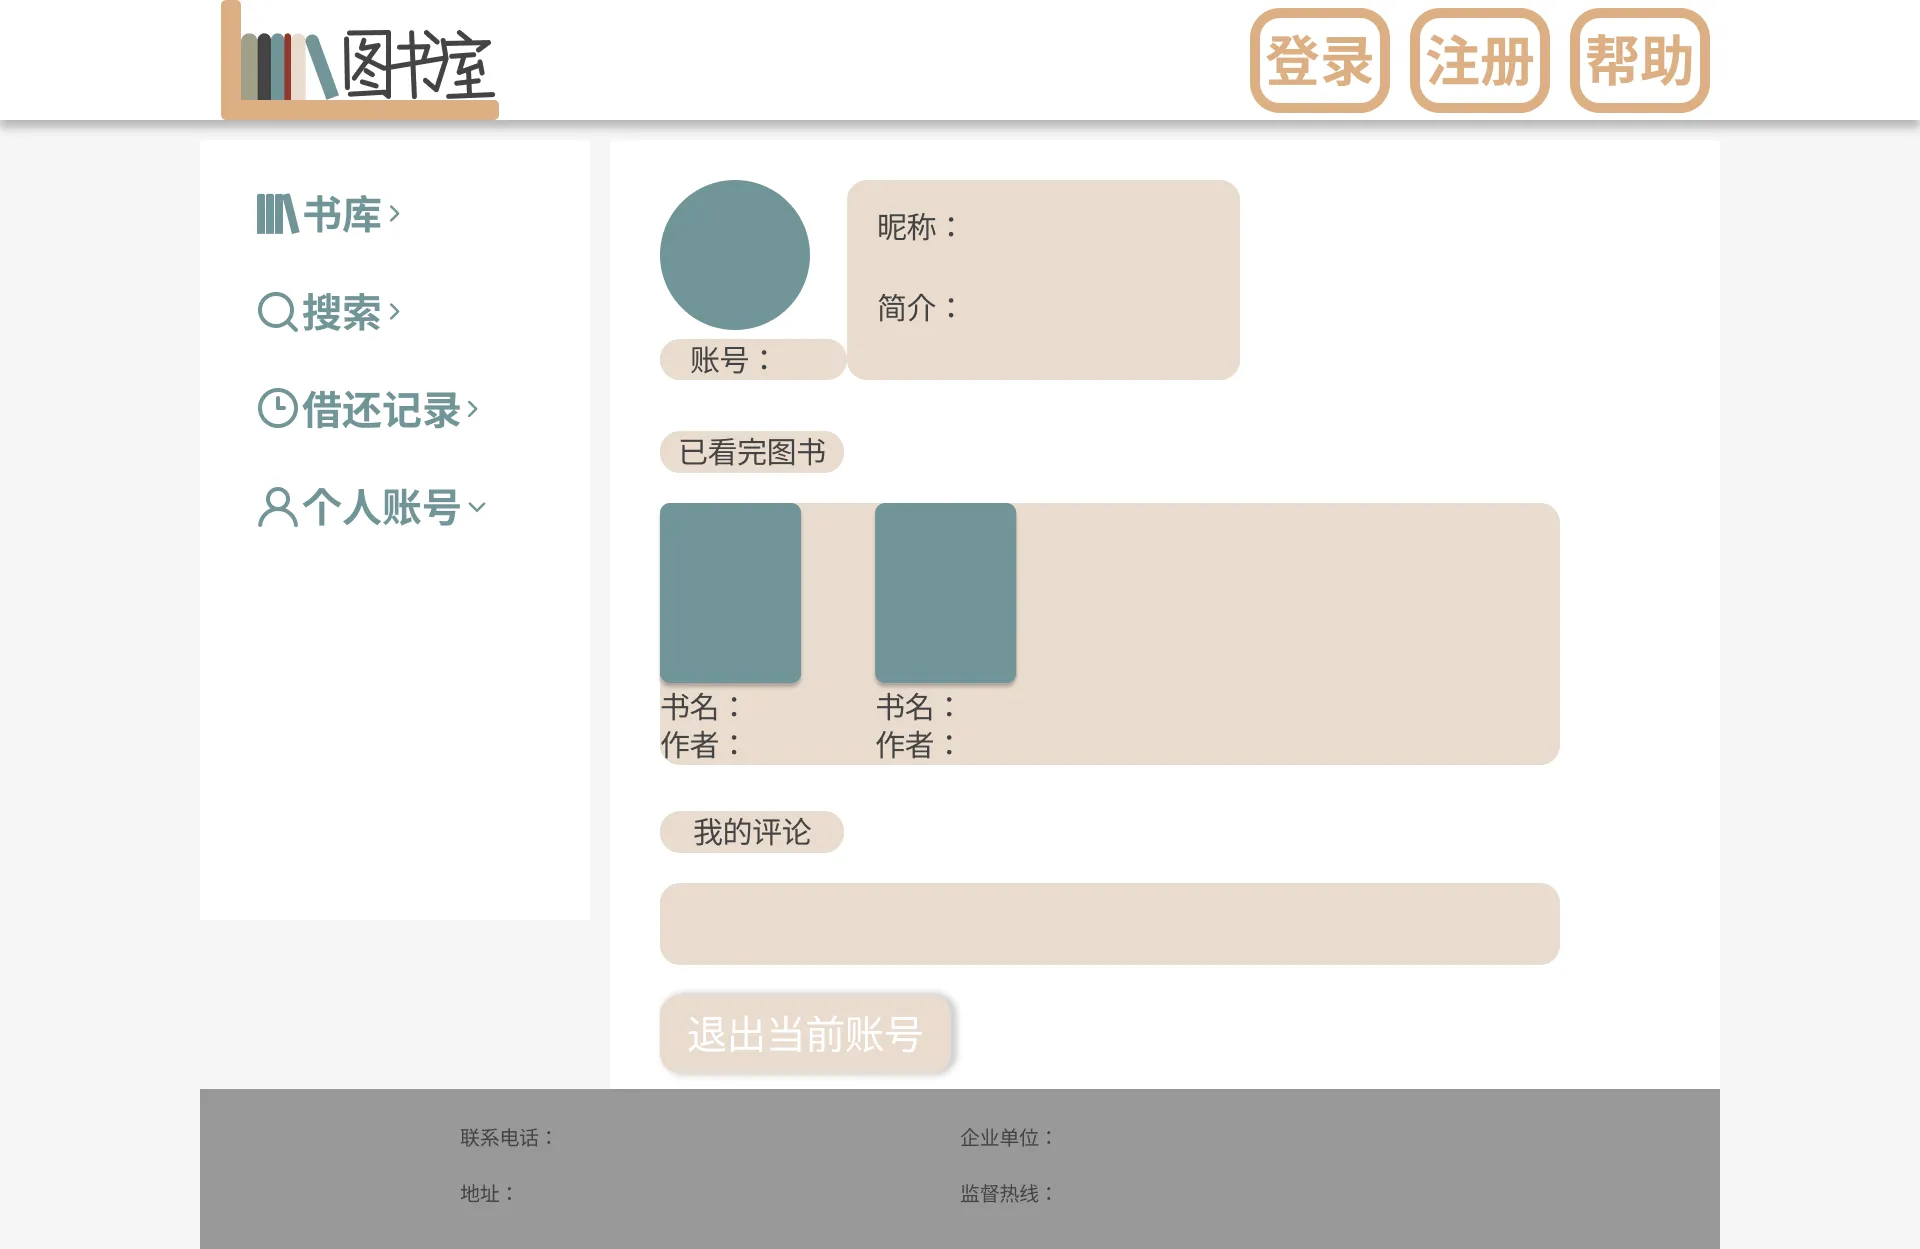 图书室
登录
注册
帮助
书库
搜索
借还记录
个人账号
昵称：
简介：
账号：
已看完图书
书名：
作者：
书名：
作者：
我的评论
退出当前账号
联系电话：
企业单位：
地址：
监督热线：